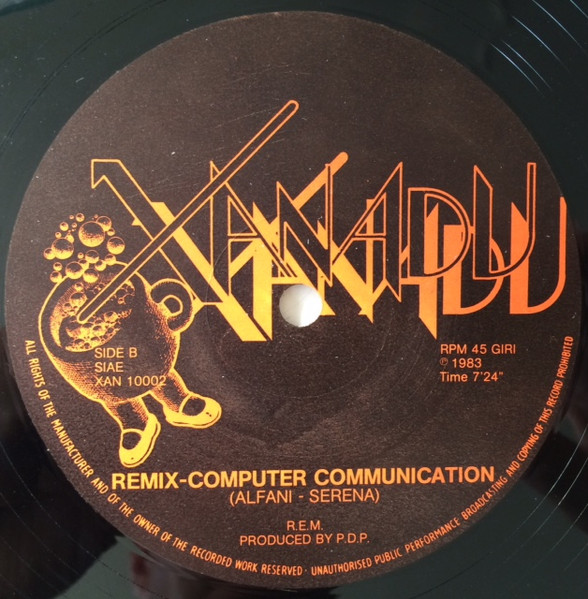 XANADU
SIDE B
SIAE
XAN 10002
RPM 45 GIRI
℗ 1983
Time 7'24"
REMIX-COMPUTER COMMUNICATION
(ALFANI - SERENA)
R.E.M.
PRODUCED BY P.D.P.
ALL RIGHTS OF THE MANUFACTURER AND OF THE OWNER OF THE RECORDED WORK RESERVED · UNAUTHORISED PUBLIC PERFORMANCE BROADCASTING AND COPYING OF THIS RECORD PROHIBITED